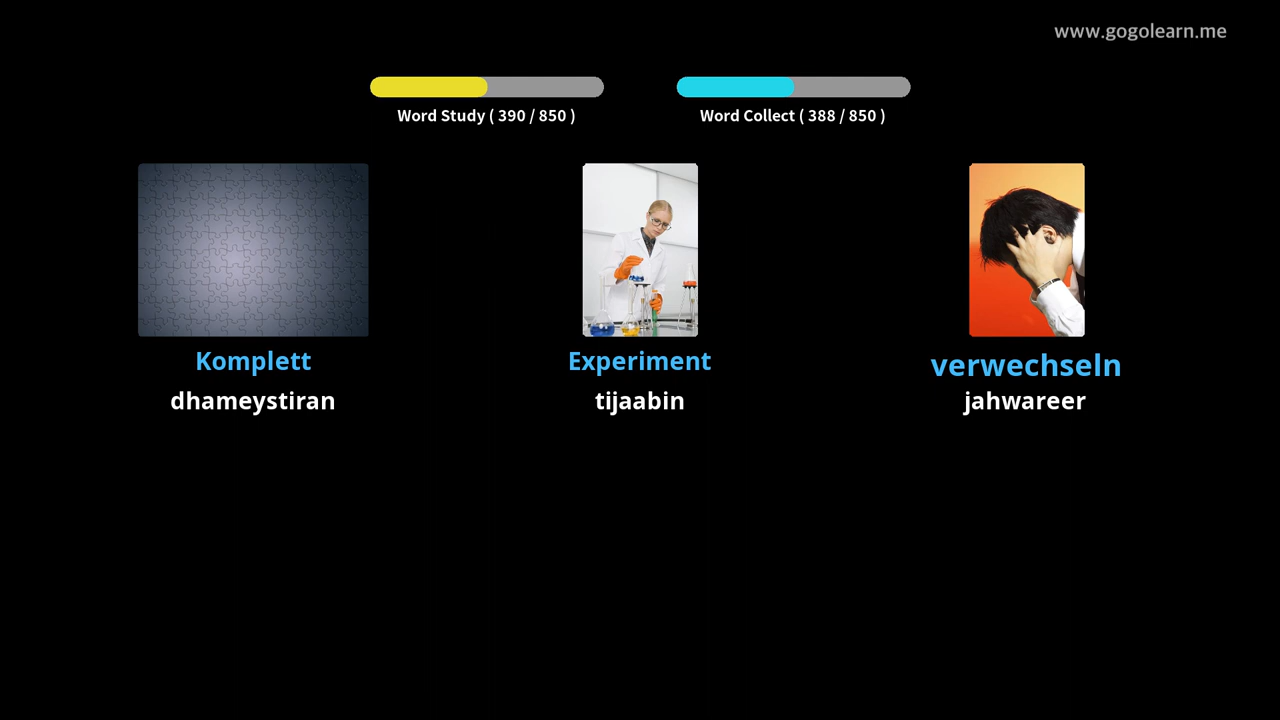 www.gogolearn.me
Word Study ( 390 / 850 )
Word Collect ( 388 / 850 )
Komplett
dhameystiran
Experiment
tijaabin
verwechseln
jahwareer